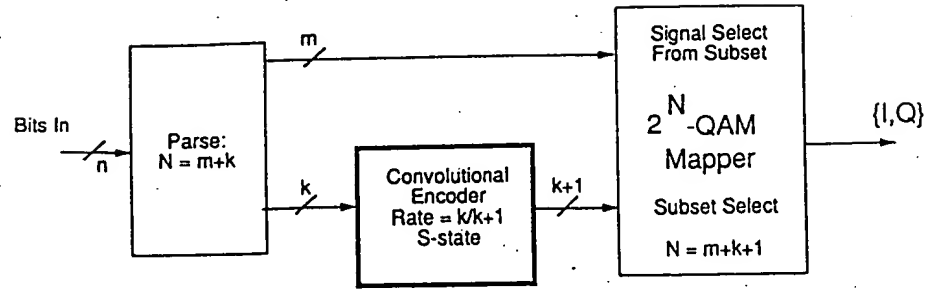 Bits In
n
Parse:
N = m+k
m
k
Convolutional
Encoder
Rate = k/k+1
S-state
k+1
Signal Select
From Subset
2^N-QAM
Mapper
Subset Select
N = m+k+1
{I,Q}